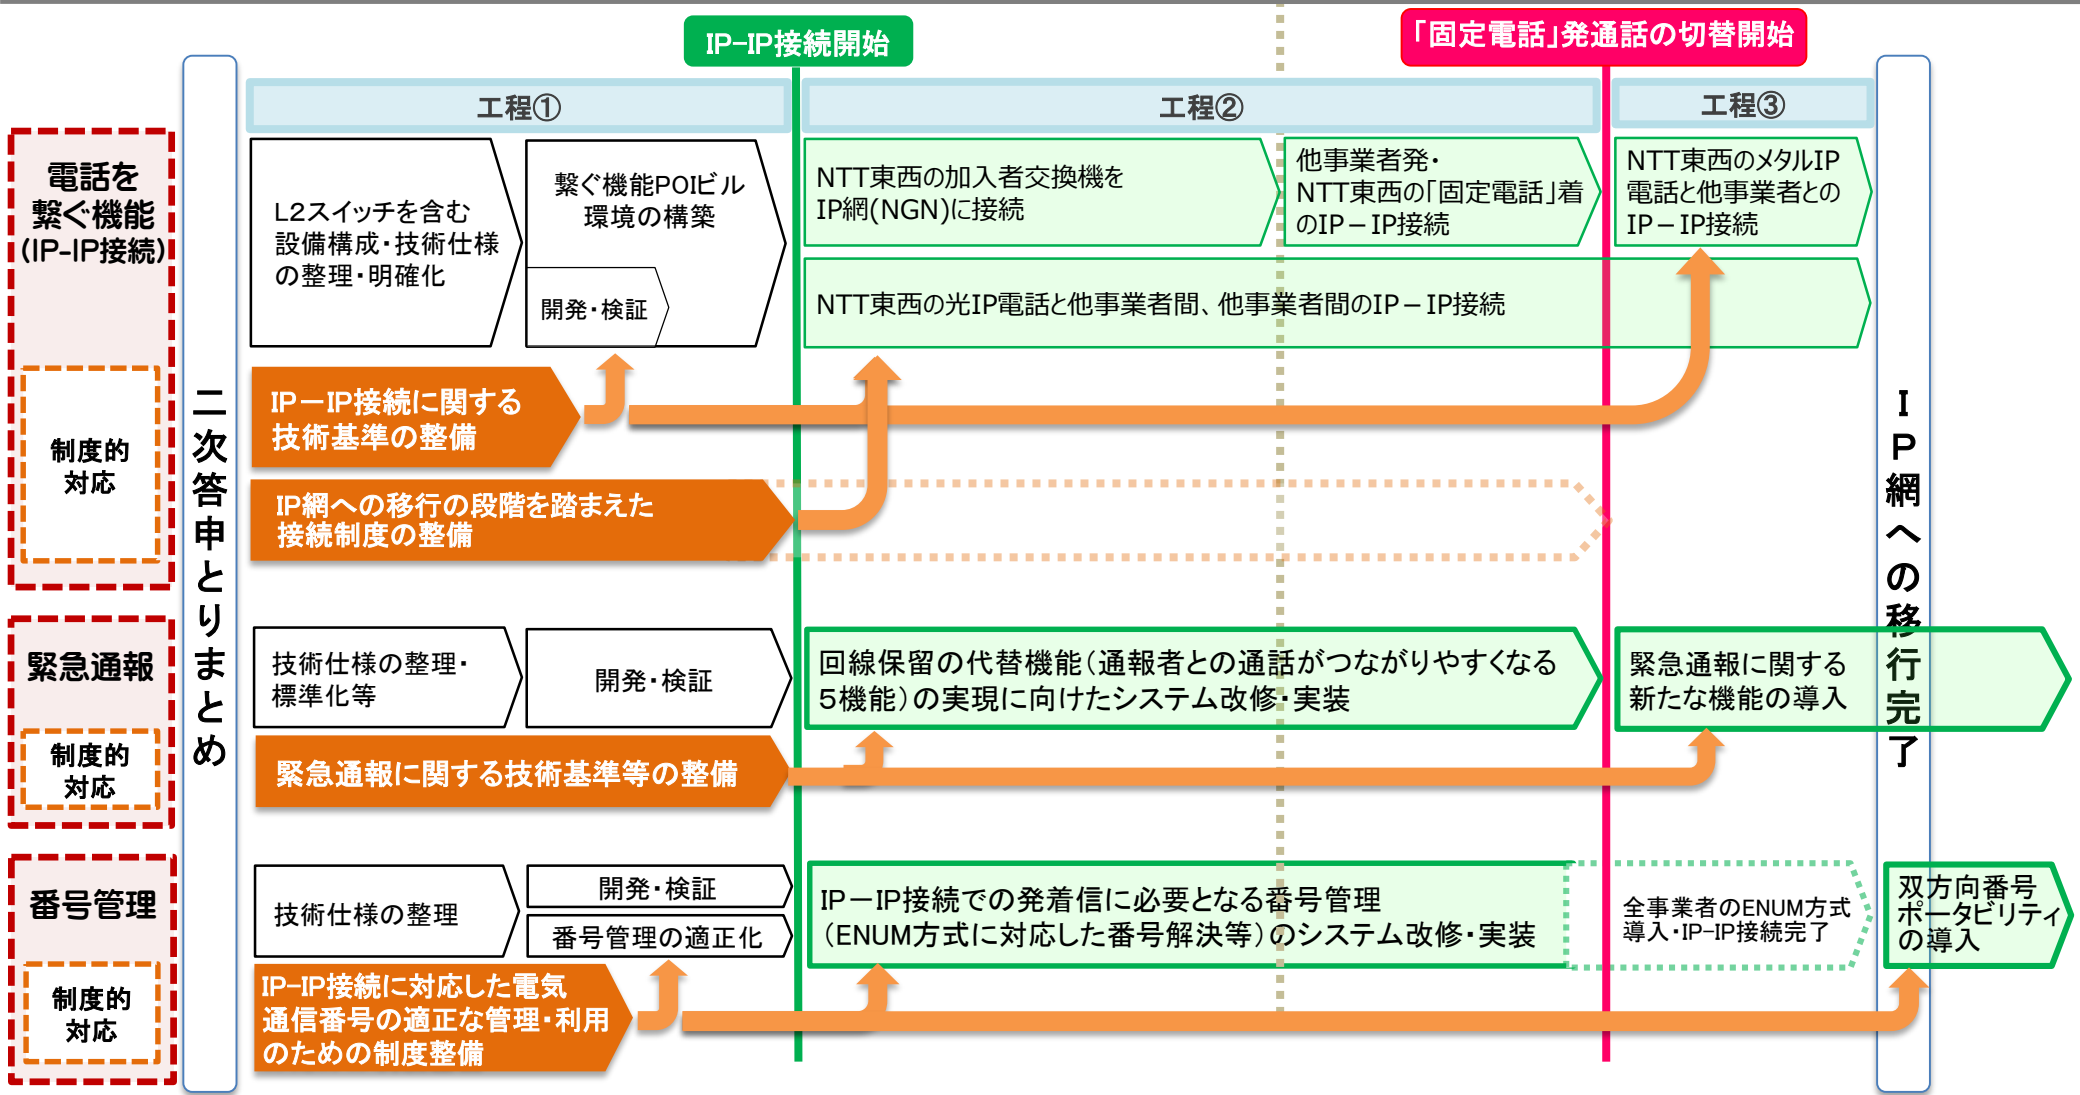 IP-IP接続開始
「固定電話」発通話の切替開始
工程①
工程②
工程③
電話を
繋ぐ機能
(IP-IP接続)
制度的
対応
二次答申とりまとめ
L2スイッチを含む
設備構成・技術仕様
の整理・明確化
繋ぐ機能POIビル
環境の構築
開発・検証
NTT東西の加入者交換機を
IP網(NGN)に接続
他事業者発・
NTT東西の「固定電話」着
のIP－IP接続
NTT東西のメタルIP
電話と他事業者との
IP－IP接続
NTT東西の光IP電話と他事業者間、他事業者間のIP－IP接続
IP－IP接続に関する
技術基準の整備
IP網への移行の段階を踏まえた
接続制度の整備
IP網への移行完了
緊急通報
制度的
対応
技術仕様の整理・
標準化等
開発・検証
回線保留の代替機能（通報者との通話がつながりやすくなる
５機能）の実現に向けたシステム改修・実装
緊急通報に関する
新たな機能の導入
緊急通報に関する技術基準等の整備
番号管理
制度的
対応
技術仕様の整理
開発・検証
番号管理の適正化
IP－IP接続での発着信に必要となる番号管理
（ENUM方式に対応した番号解決等）のシステム改修・実装
全事業者のENUM方式
導入・IP-IP接続完了
双方向番号
ポータビリティ
の導入
IP-IP接続に対応した電気
通信番号の適正な管理・利用
のための制度整備